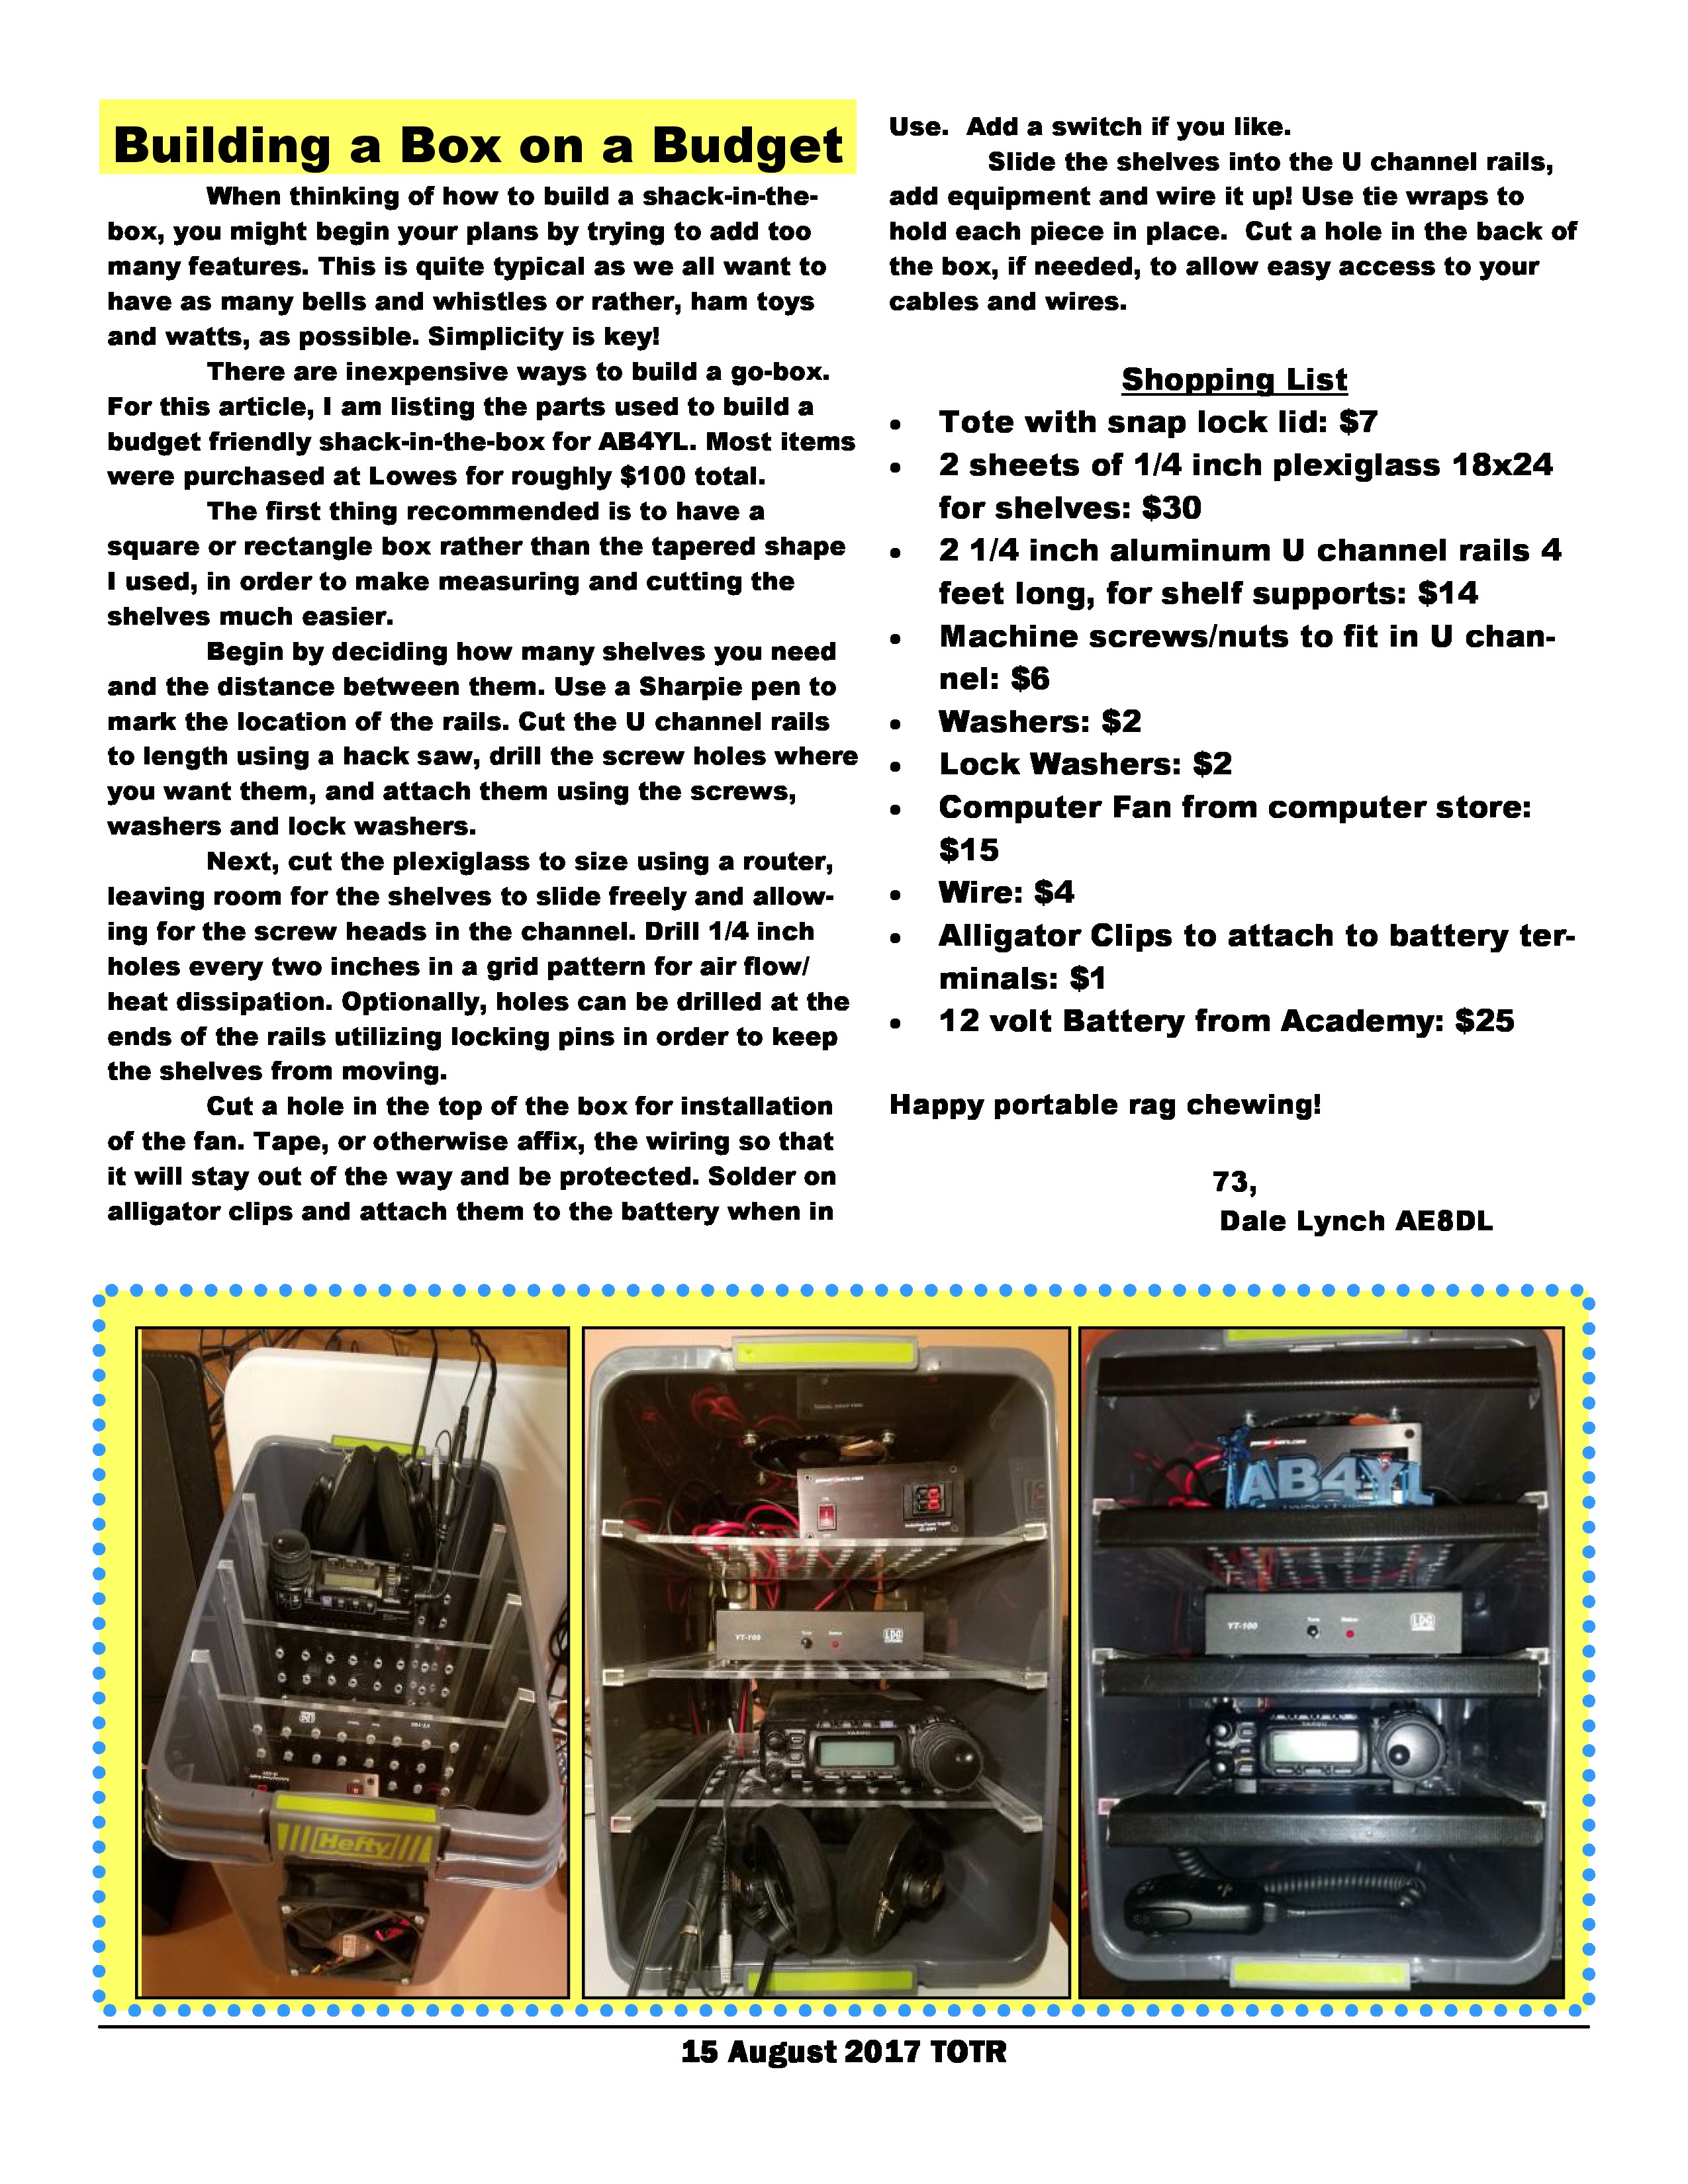 Building a Box on a Budget
When thinking of how to build a shack-in-the-
box, you might begin your plans by trying to add too
many features. This is quite typical as we all want to
have as many bells and whistles or rather, ham toys
and watts, as possible. Simplicity is key!
There are inexpensive ways to build a go-box.
For this article, I am listing the parts used to build a
budget friendly shack-in-the-box for AB4YL. Most items
were purchased at Lowes for roughly $100 total.
The first thing recommended is to have a
square or rectangle box rather than the tapered shape
I used, in order to make measuring and cutting the
shelves much easier.
Begin by deciding how many shelves you need
and the distance between them. Use a Sharpie pen to
mark the location of the rails. Cut the U channel rails
to length using a hack saw, drill the screw holes where
you want them, and attach them using the screws,
washers and lock washers.
Next, cut the plexiglass to size using a router,
leaving room for the shelves to slide freely and allow-
ing for the screw heads in the channel. Drill 1/4 inch
holes every two inches in a grid pattern for air flow/
heat dissipation. Optionally, holes can be drilled at the
ends of the rails utilizing locking pins in order to keep
the shelves from moving.
Cut a hole in the top of the box for installation
of the fan. Tape, or otherwise affix, the wiring so that
it will stay out of the way and be protected. Solder on
alligator clips and attach them to the battery when in
Use.  Add a switch if you like.
Slide the shelves into the U channel rails,
add equipment and wire it up! Use tie wraps to
hold each piece in place.  Cut a hole in the back of
the box, if needed, to allow easy access to your
cables and wires.
Shopping List
• Tote with snap lock lid: $7
• 2 sheets of 1/4 inch plexiglass 18x24
for shelves: $30
• 2 1/4 inch aluminum U channel rails 4
feet long, for shelf supports: $14
• Machine screws/nuts to fit in U chan-
nel: $6
• Washers: $2
• Lock Washers: $2
• Computer Fan from computer store:
$15
• Wire: $4
• Alligator Clips to attach to battery ter-
minals: $1
• 12 volt Battery from Academy: $25
Happy portable rag chewing!
73,
Dale Lynch AE8DL
Hefty
YT-100
Tune
Status
LDG
YAESU
AB4YL
YT-100
Tune
Status
LDG
15 August 2017 TOTR